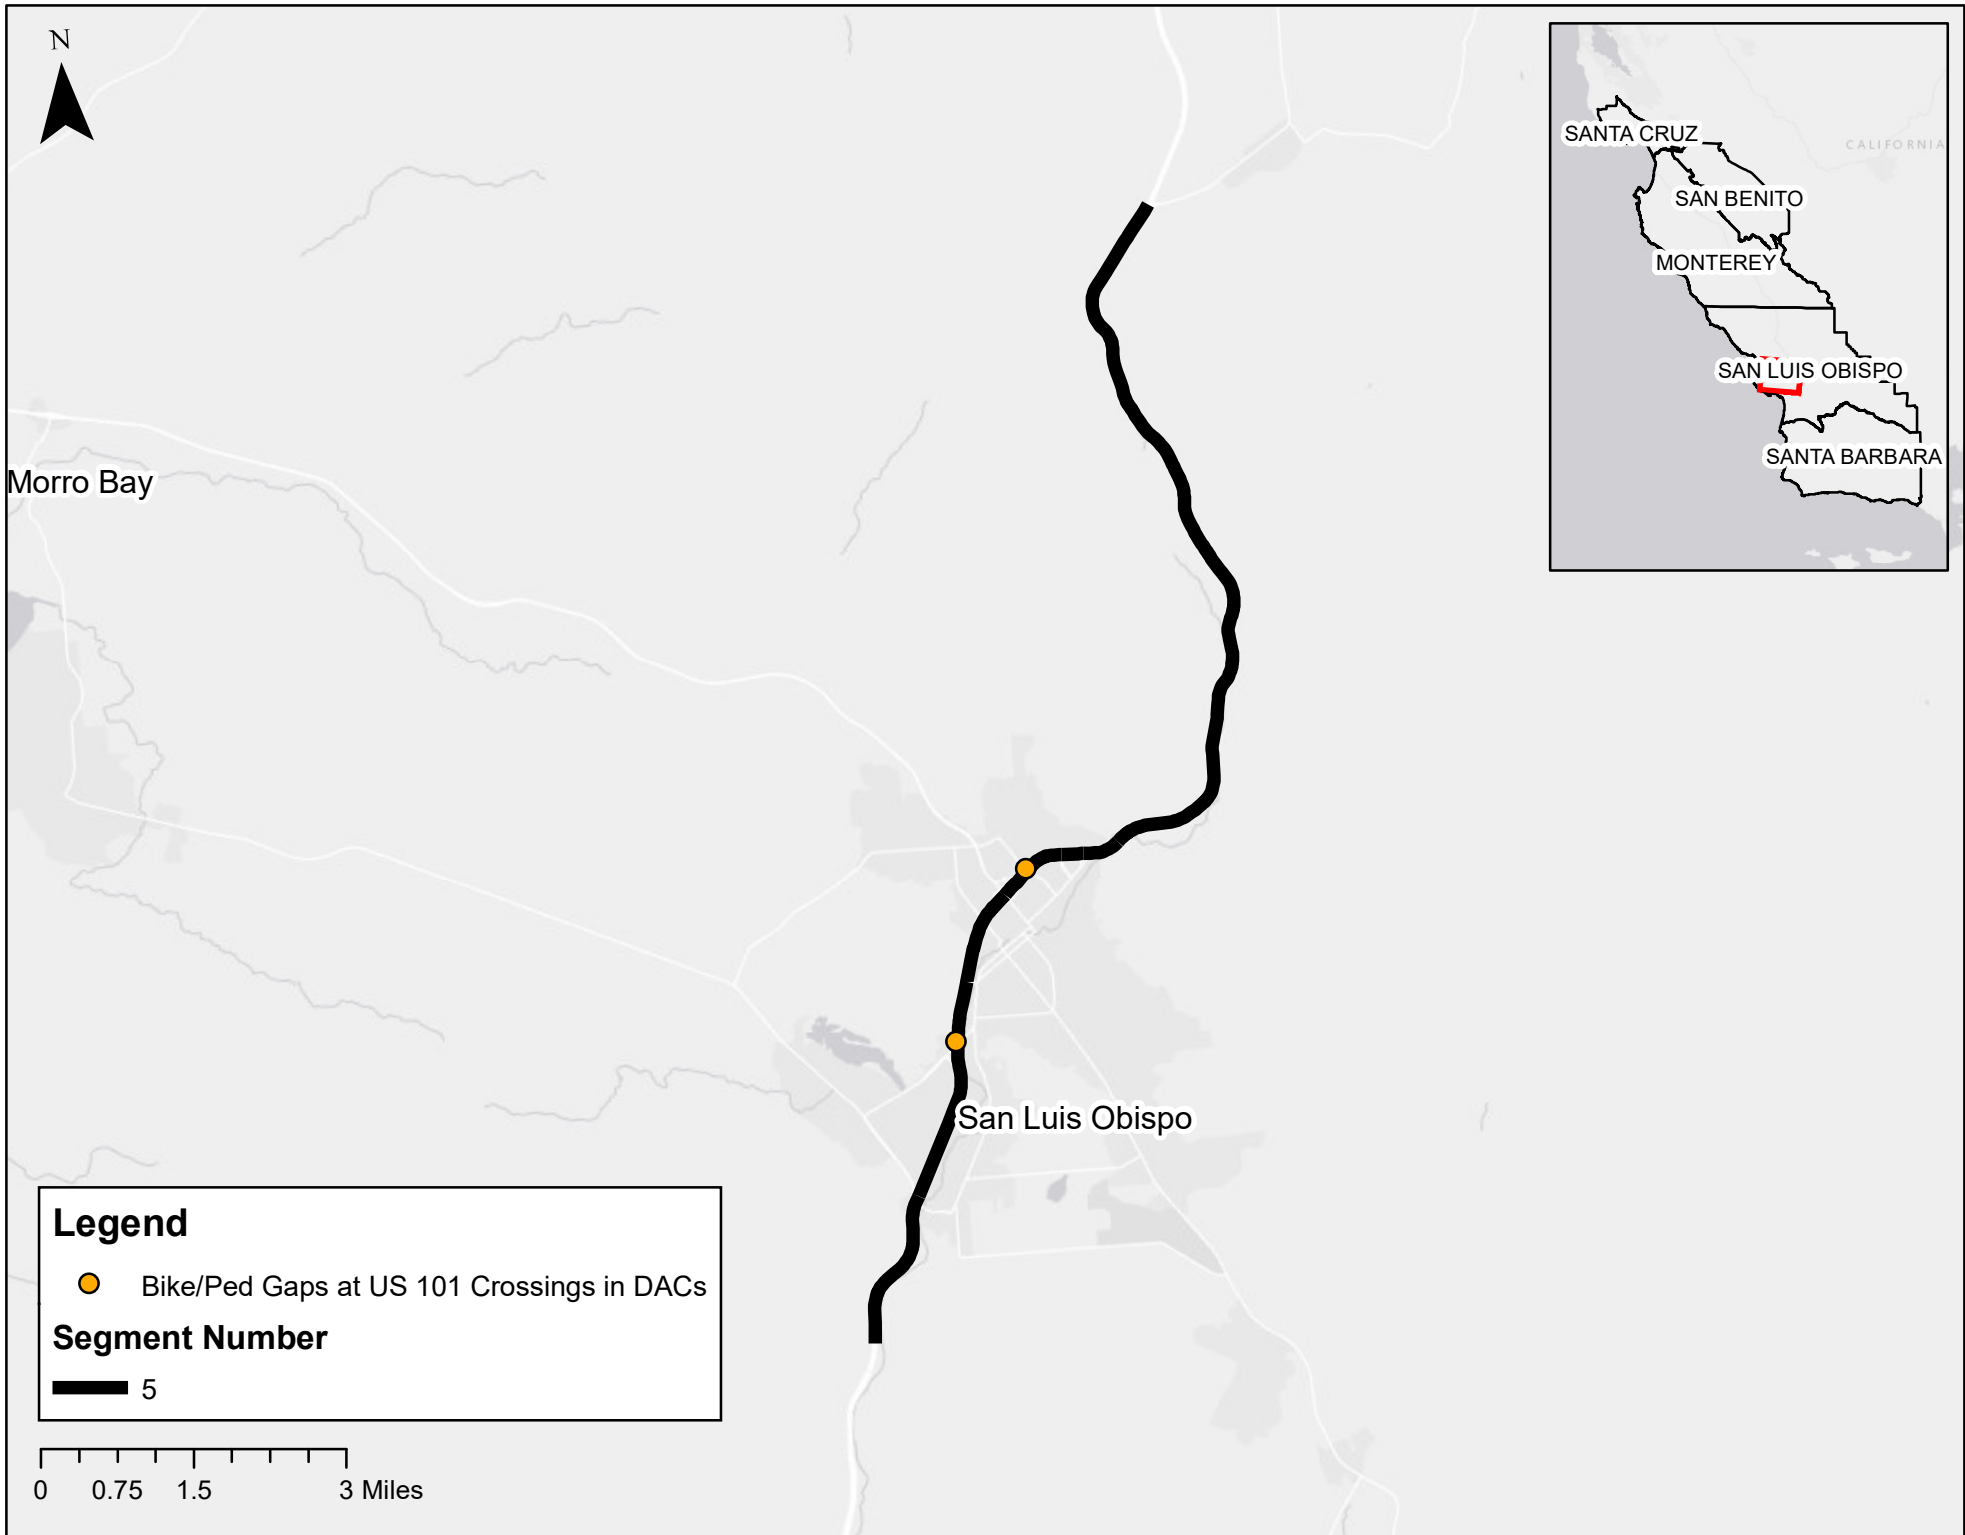 N
SANTA CRUZ
CALIFORNIA
SAN BENITO
MONTEREY
SAN LUIS OBISPO
SANTA BARBARA
Morro Bay
San Luis Obispo
Legend
Bike/Ped Gaps at US 101 Crossings in DACs
Segment Number
5
0 0.75 1.5 3 Miles